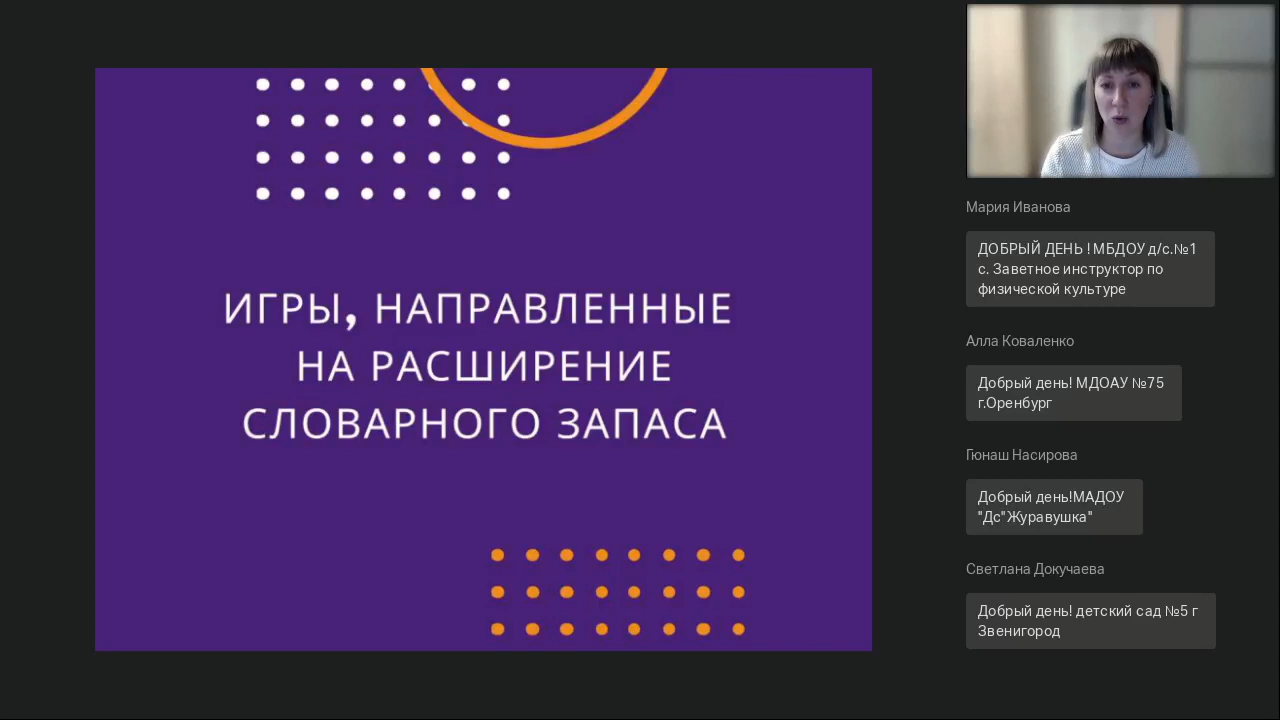 ИГРЫ, НАПРАВЛЕННЫЕ
НА РАСШИРЕНИЕ
СЛОВАРНОГО ЗАПАСА
Мария Иванова
ДОБРЫЙ ДЕНЬ ! МБДОУ д/с.№1
с. Заветное инструктор по
физической культуре
Алла Коваленко
Добрый день! МДОАУ №75
г.Оренбург
Гюнаш Насирова
Добрый день!МАДОУ
"Дс"Журавушка"
Светлана Докучаева
Добрый день! детский сад №5 г
Звенигород